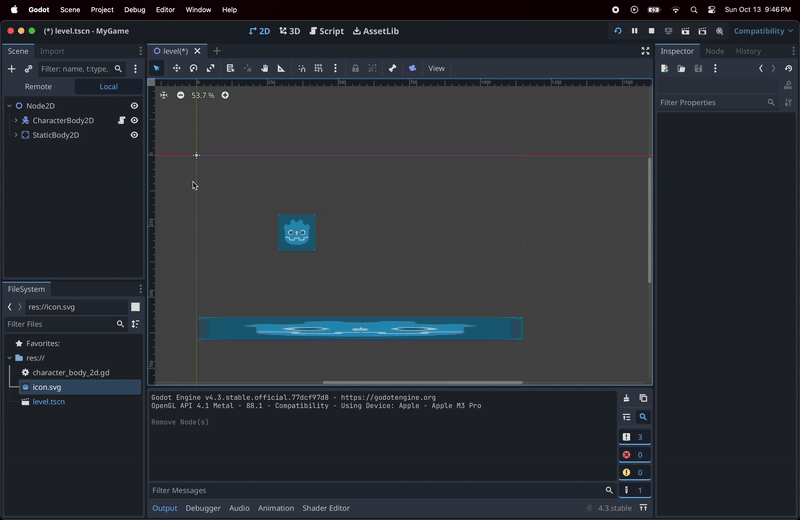 Godot Scene Project Debug Editor Window Help
Sun Oct 13 9:46 PM
(*) level.tscn - MyGame
2D 3D Script AssetLib
Compatibility
Scene Import
level(*)
Inspector Node History
Filter: name, t:type,
View
Remote Local
53.7 %
Filter Properties
Node2D
CharacterBody2D
StaticBody2D
FileSystem
res://icon.svg
Filter Files
Favorites:
res://
character_body_2d.gd
icon.svg
level.tscn
Godot Engine v4.3.stable.official.77dcf97d8 - https://godotengine.org
OpenGL API 4.1 Metal - 88.1 - Compatibility - Using Device: Apple - Apple M3 Pro
Remove Node(s)
3
0
0
1
Filter Messages
Output Debugger Audio Animation Shader Editor
4.3.stable